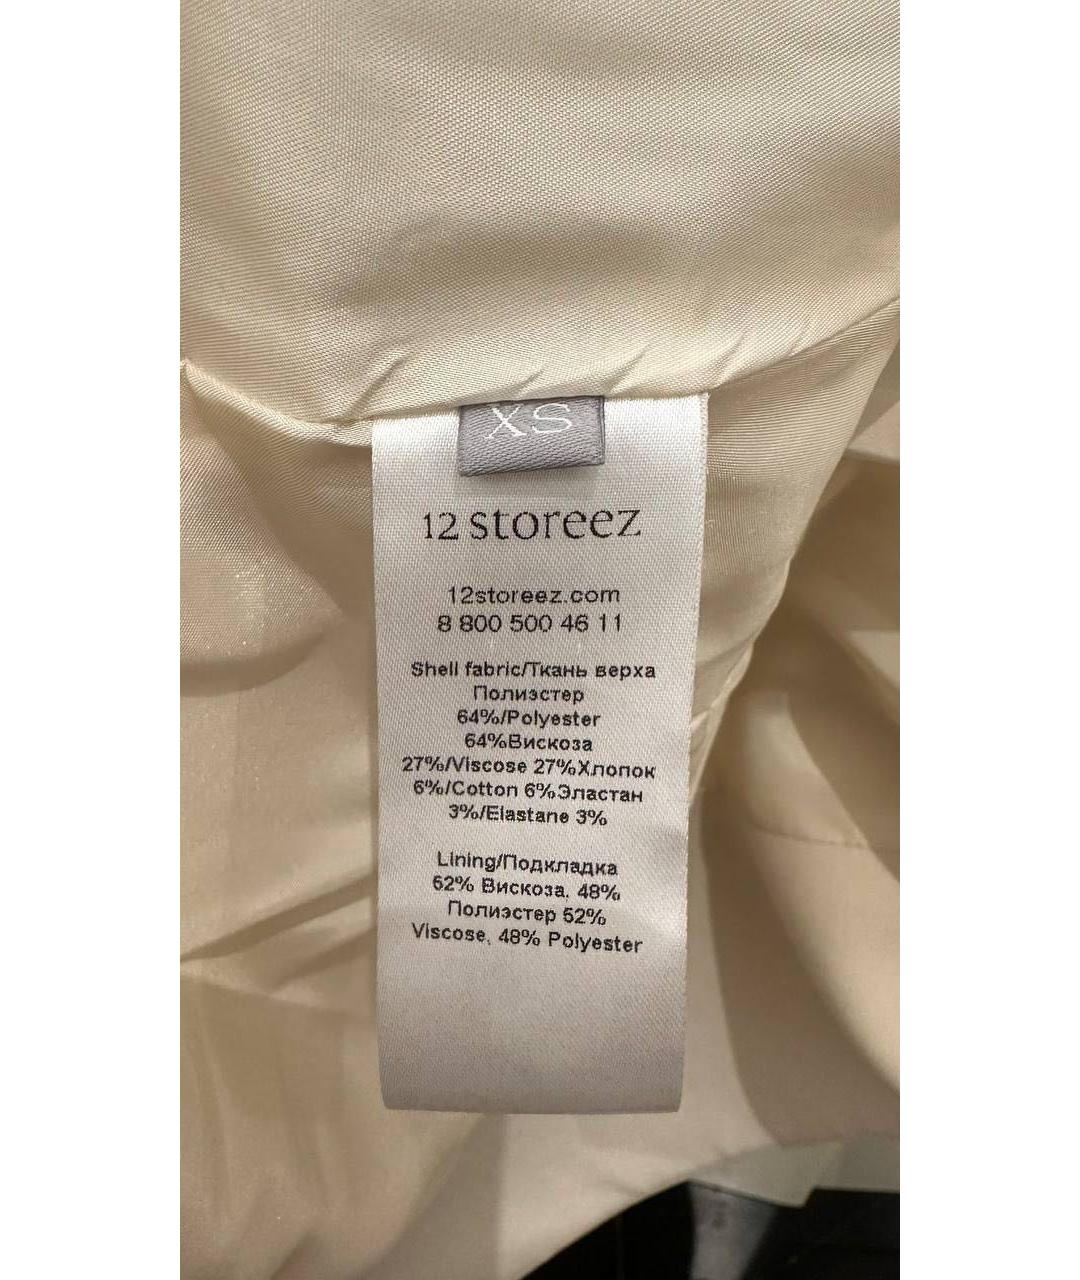 XS
12 storeez
12storeez.com
8 800 500 46 11
Shell fabric/Ткань верха
Полиэстер
64%/Polyester
64%Вискоза
27%/Viscose 27%Хлопок
6%/Cotton 6%Эластан
3%/Elastane 3%
Lining/Подкладка
62% Вискоза, 48%
Полиэстер 52%
Viscose, 48% Polyester